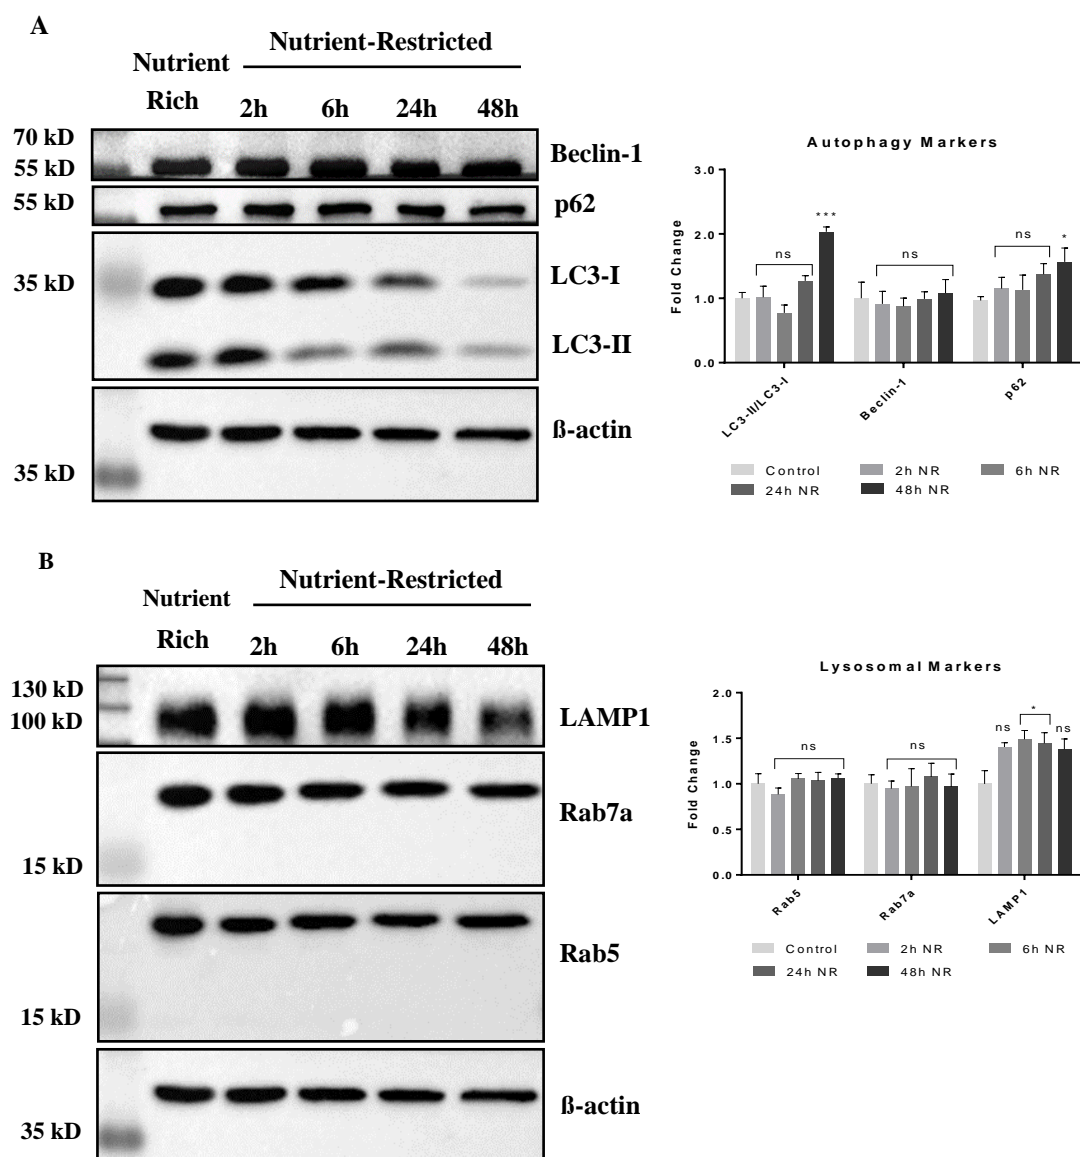 A
Nutrient-Restricted
Nutrient
Rich
2h 6h 24h 48h
70 kD
55 kD
Beclin-1
55 kD
p62
35 kD
LC3-I
LC3-II
ß-actin
35 kD
Autophagy Markers
Fold Change
3.0
2.0
1.0
0.0
ns
***
ns
ns
*
LC3-II/LC3-I
Beclin-1
p62
Control 2h NR 6h NR
24h NR 48h NR
B
Nutrient-Restricted
Nutrient
Rich
2h 6h 24h 48h
130 kD
100 kD
LAMP1
Rab7a
15 kD
Rab5
15 kD
ß-actin
35 kD
Lysosomal Markers
Fold Change
2.0
1.5
1.0
0.5
0.0
ns
ns
ns
*
ns
Rab5
Rab7a
LAMP1
Control 2h NR 6h NR
24h NR 48h NR